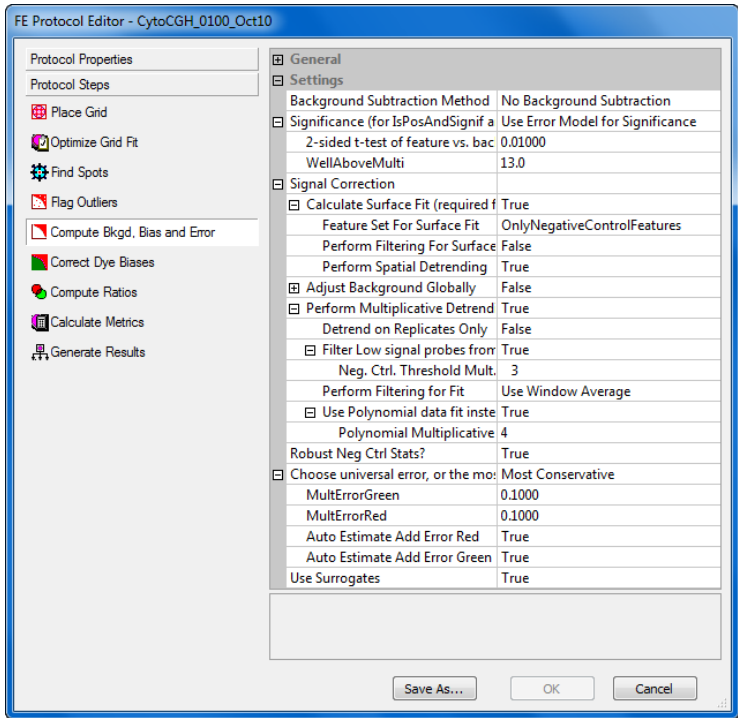 FE Protocol Editor - CytoCGH_0100_Oct10
Protocol Properties
Protocol Steps
Place Grid
Optimize Grid Fit
Find Spots
Flag Outliers
Compute Bkgd, Bias and Error
Correct Dye Biases
Compute Ratios
Calculate Metrics
Generate Results
General
Settings
Background Subtraction Method No Background Subtraction
Significance (for IsPosAndSignif a Use Error Model for Significance
2-sided t-test of feature vs. bac 0.01000
WellAboveMulti 13.0
Signal Correction
Calculate Surface Fit (required f True
Feature Set For Surface Fit OnlyNegativeControlFeatures
Perform Filtering For Surface False
Perform Spatial Detrending True
Adjust Background Globally False
Perform Multiplicative Detrend True
Detrend on Replicates Only False
Filter Low signal probes from True
Neg. Ctrl. Threshold Mult. 3
Perform Filtering for Fit Use Window Average
Use Polynomial data fit inste True
Polynomial Multiplicative 4
Robust Neg Ctrl Stats? True
Choose universal error, or the mo: Most Conservative
MultErrorGreen 0.1000
MultErrorRed 0.1000
Auto Estimate Add Error Red True
Auto Estimate Add Error Green True
Use Surrogates True
Save As... OK Cancel